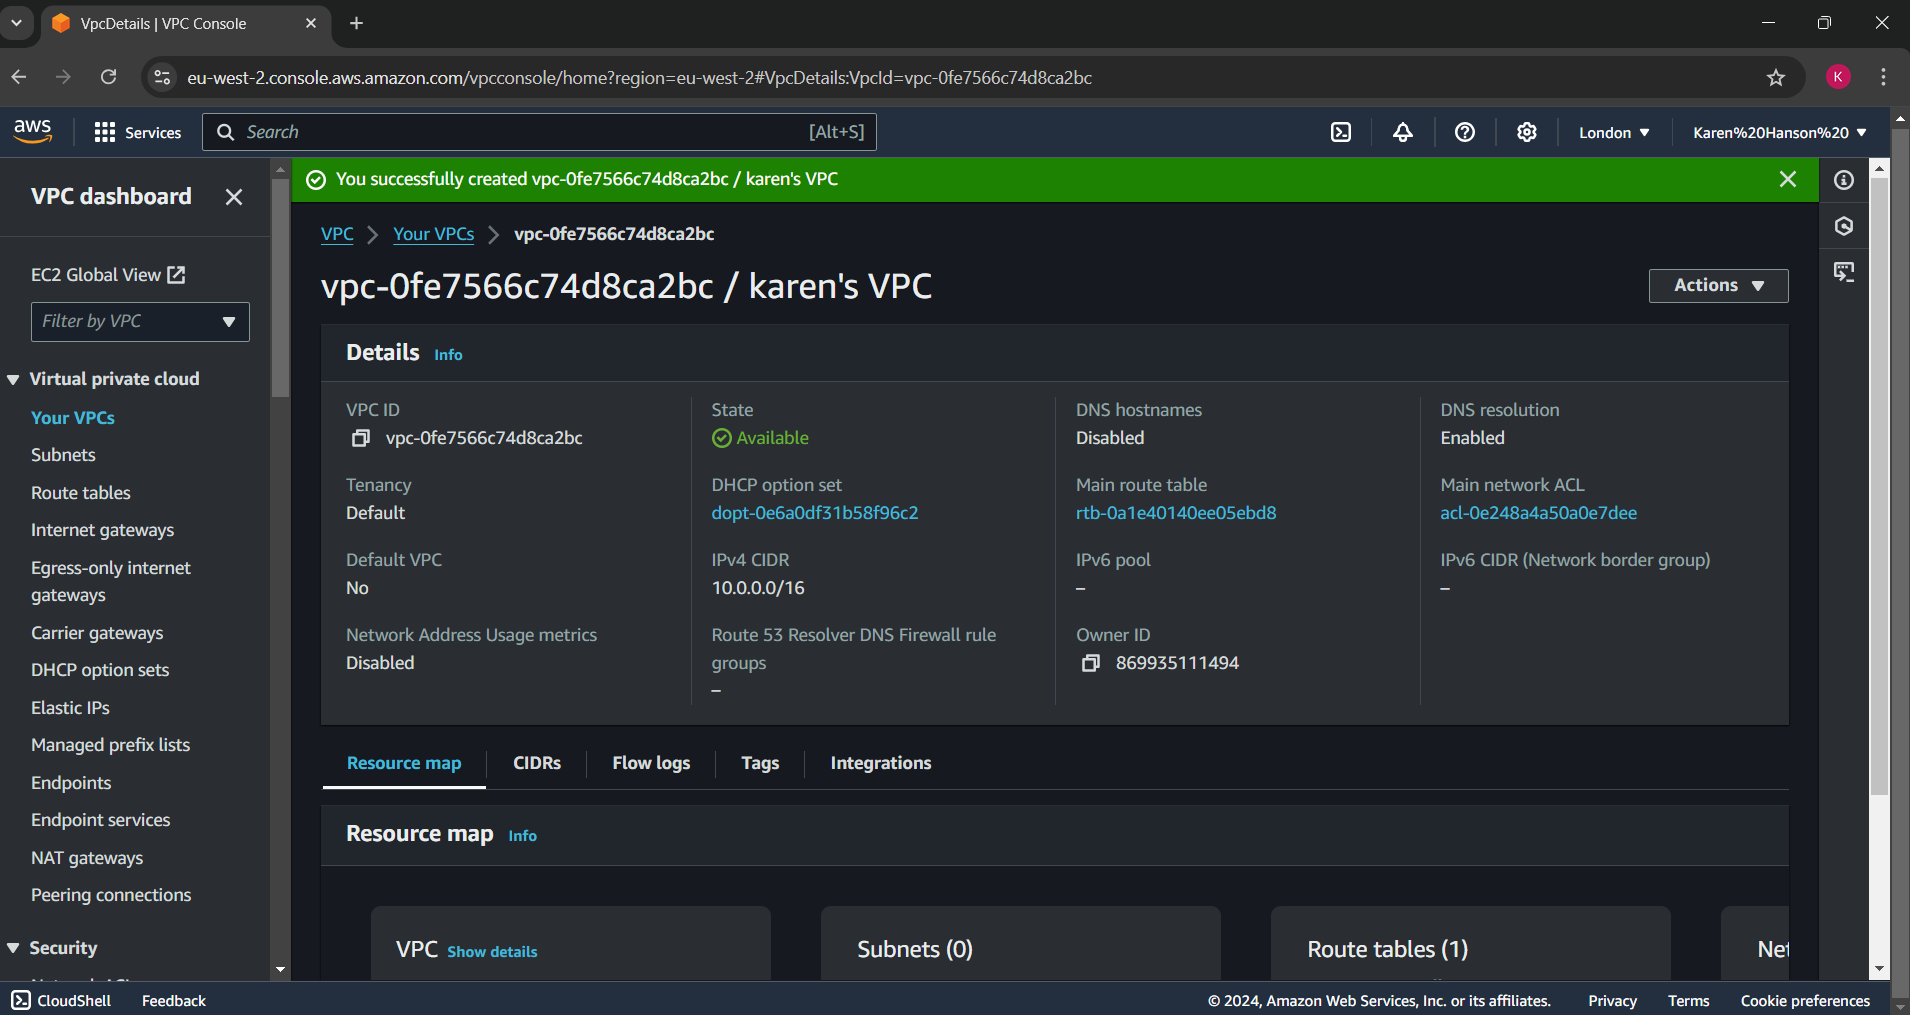 VpcDetails | VPC Console
eu-west-2.console.aws.amazon.com/vpcconsole/home?region=eu-west-2#VpcDetails:VpcId=vpc-0fe7566c74d8ca2bc
K
aws
Services
Search
[Alt+S]
London
Karen%20Hanson%20
VPC dashboard
EC2 Global View
Filter by VPC
Virtual private cloud
Your VPCs
Subnets
Route tables
Internet gateways
Egress-only internet
gateways
Carrier gateways
DHCP option sets
Elastic IPs
Managed prefix lists
Endpoints
Endpoint services
NAT gateways
Peering connections
Security
You successfully created vpc-0fe7566c74d8ca2bc / karen's VPC
VPC
Your VPCs
vpc-0fe7566c74d8ca2bc
vpc-0fe7566c74d8ca2bc / karen's VPC
Actions
Details Info
VPC ID
vpc-0fe7566c74d8ca2bc
State
Available
DNS hostnames
Disabled
DNS resolution
Enabled
Tenancy
Default
DHCP option set
dopt-0e6a0df31b58f96c2
Main route table
rtb-0a1e40140ee05ebd8
Main network ACL
acl-0e248a4a50a0e7dee
Default VPC
No
IPv4 CIDR
10.0.0.0/16
IPv6 pool
–
IPv6 CIDR (Network border group)
–
Network Address Usage metrics
Disabled
Route 53 Resolver DNS Firewall rule
groups
–
Owner ID
869935111494
Resource map
CIDRs
Flow logs
Tags
Integrations
Resource map Info
VPC Show details
Subnets (0)
Route tables (1)
Net
CloudShell
Feedback
© 2024, Amazon Web Services, Inc. or its affiliates.
Privacy
Terms
Cookie preferences